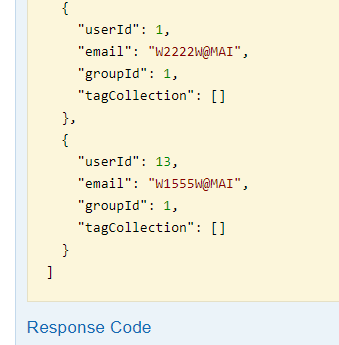 {
"userId": 1,
"email": "W2222W@MAI",
"groupId": 1,
"tagCollection": []
},
{
"userId": 13,
"email": "W1555W@MAI",
"groupId": 1,
"tagCollection": []
}
]
Response Code